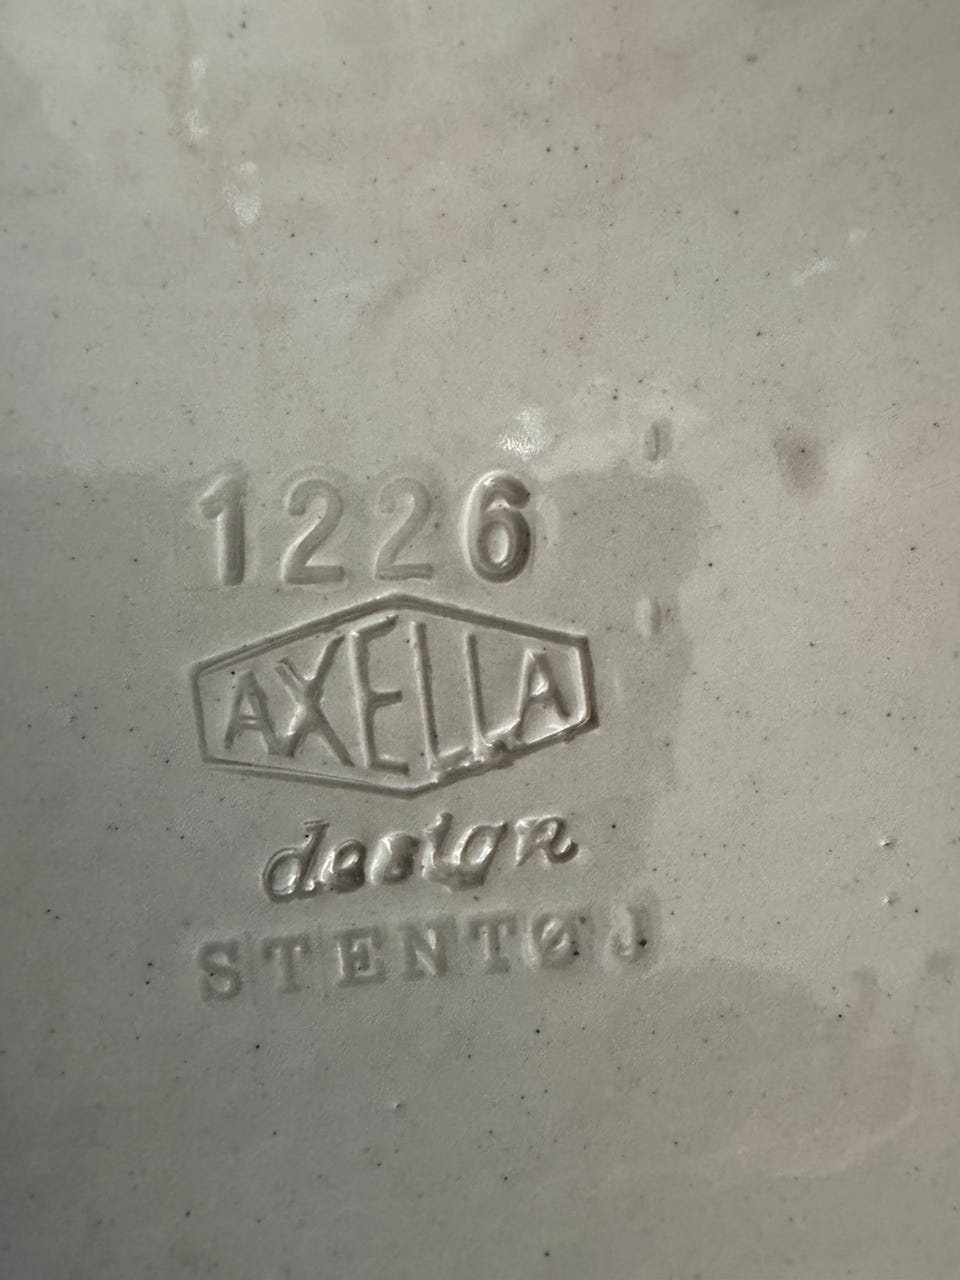 1226
AXELLA
design
STENTØJ